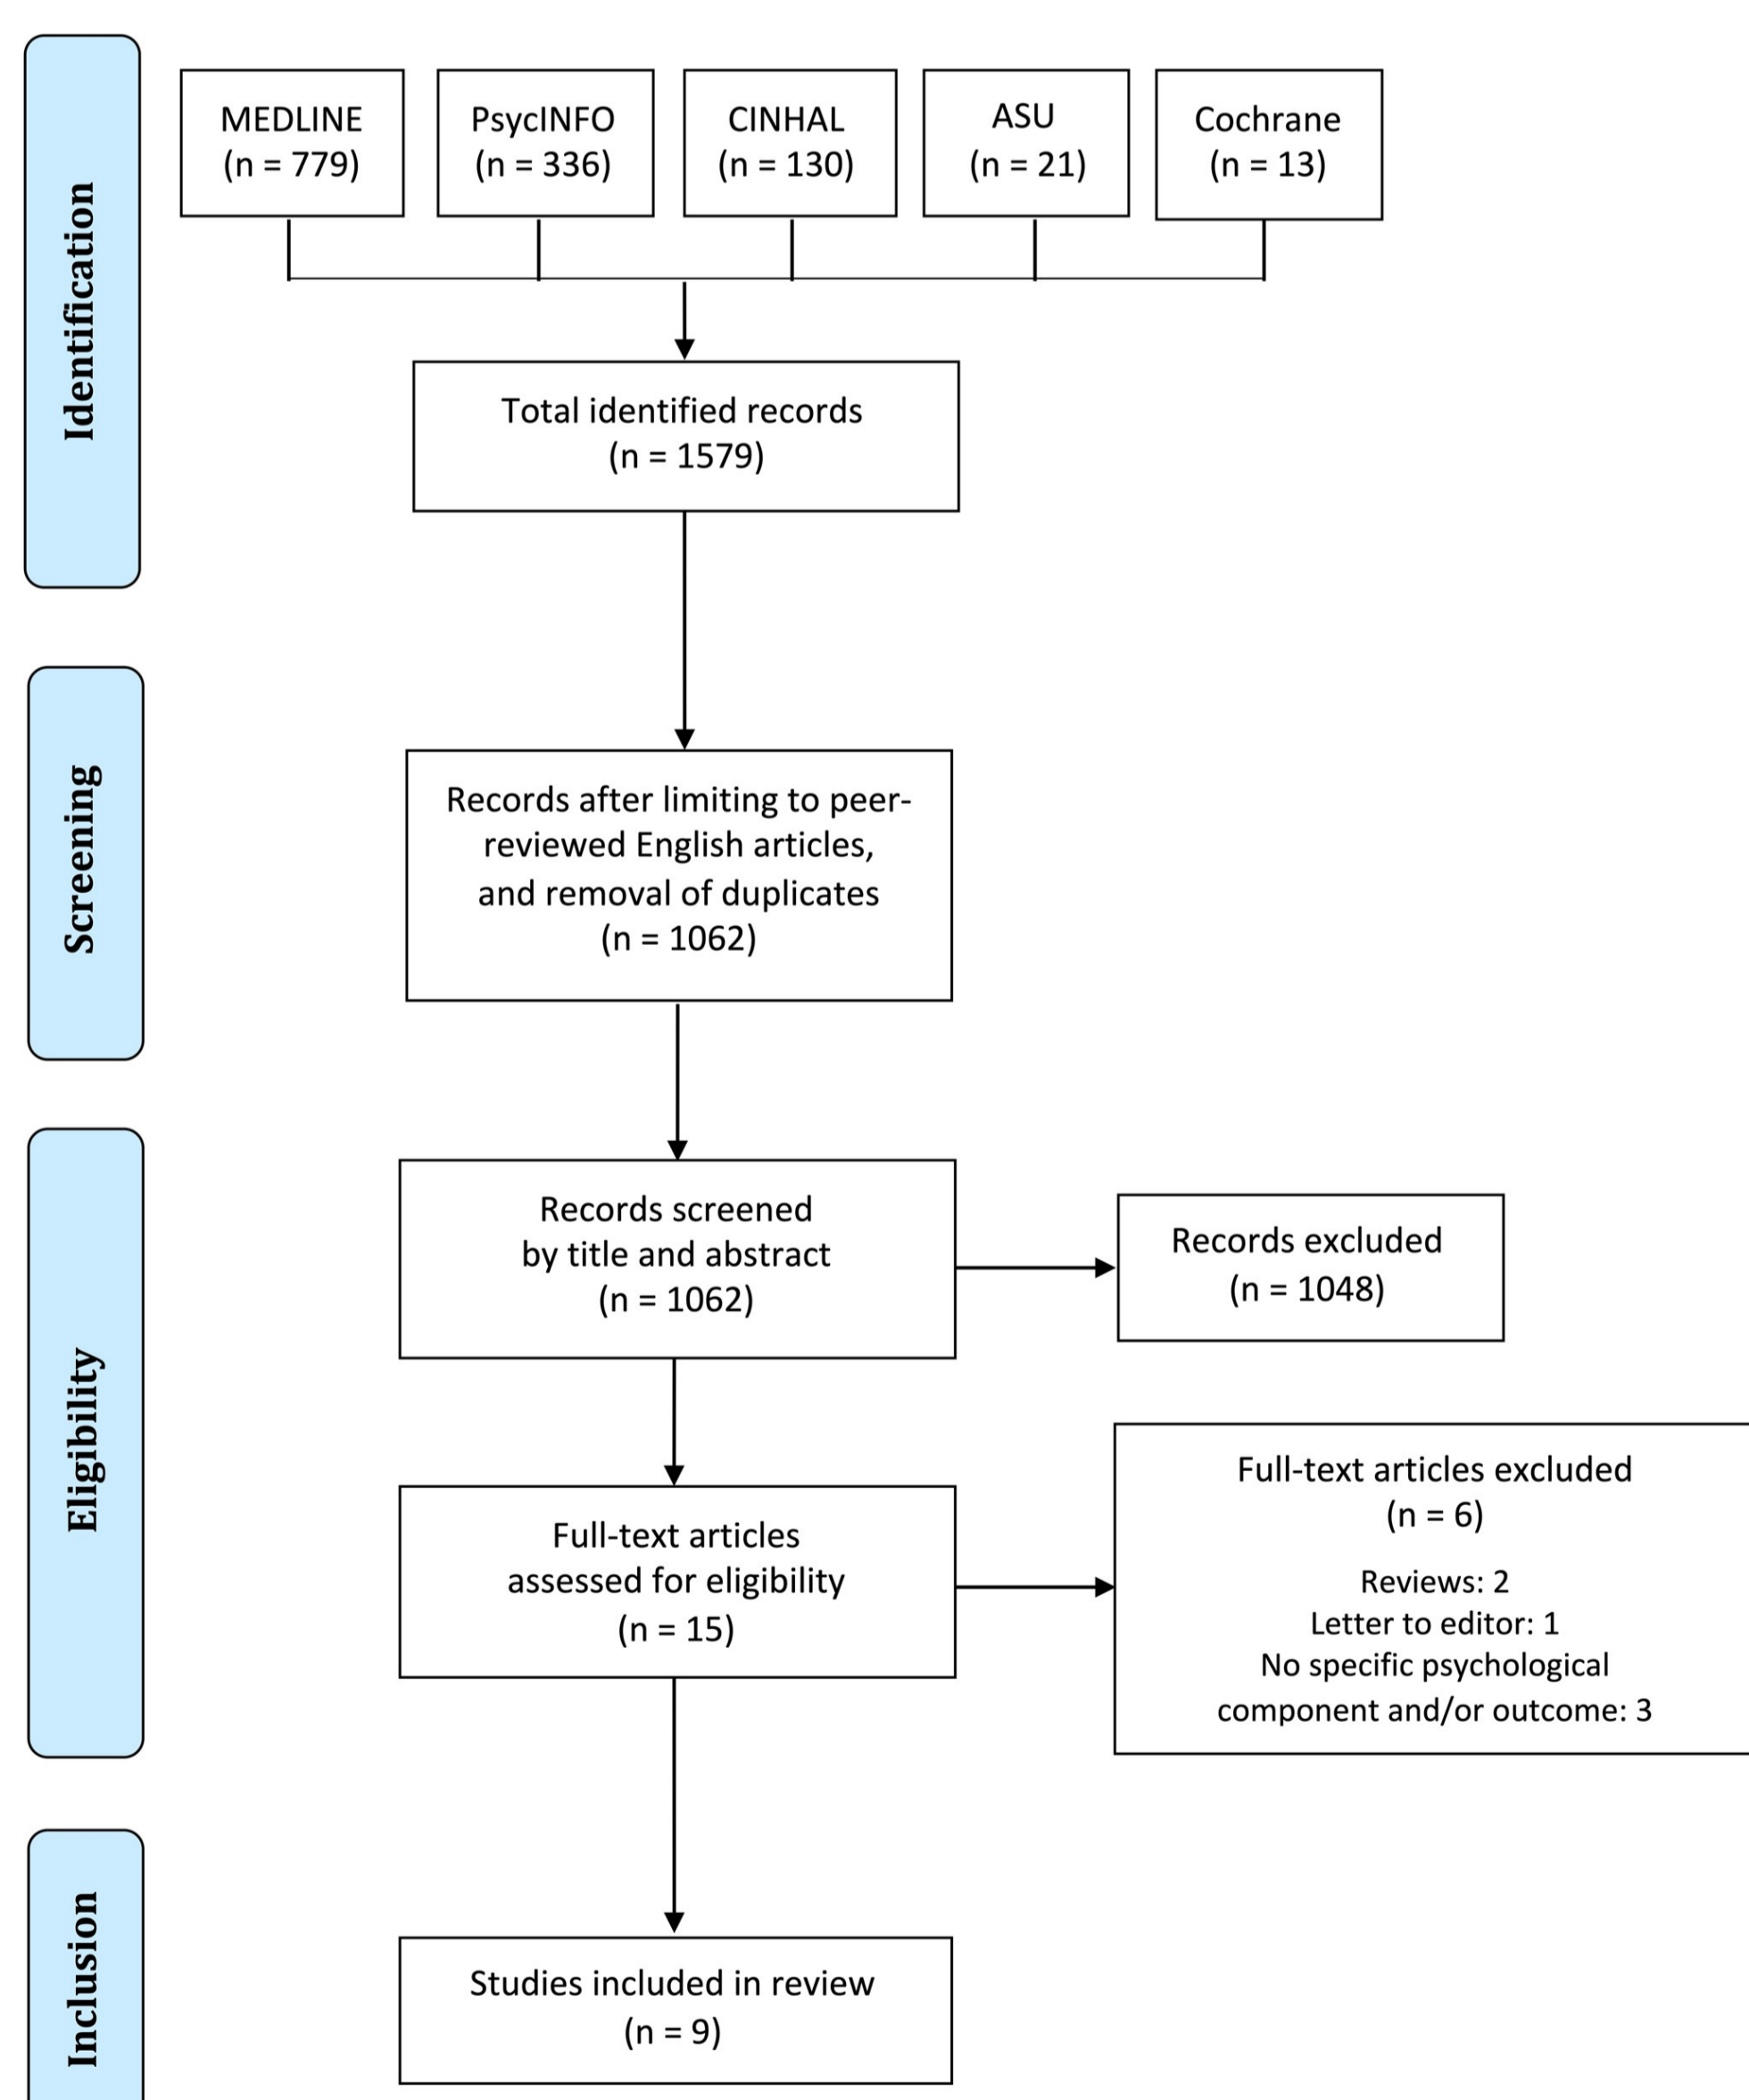 Identification
MEDLINE
(n = 779)
PsycINFO
(n = 336)
CINHAL
(n = 130)
ASU
(n = 21)
Cochrane
(n = 13)
Total identified records
(n = 1579)
Screening
Records after limiting to peer-
reviewed English articles,
and removal of duplicates
(n = 1062)
Eligibility
Records screened
by title and abstract
(n = 1062)
Records excluded
(n = 1048)
Full-text articles
assessed for eligibility
(n = 15)
Full-text articles excluded
(n = 6)
Reviews: 2
Letter to editor: 1
No specific psychological
component and/or outcome: 3
Inclusion
Studies included in review
(n = 9)